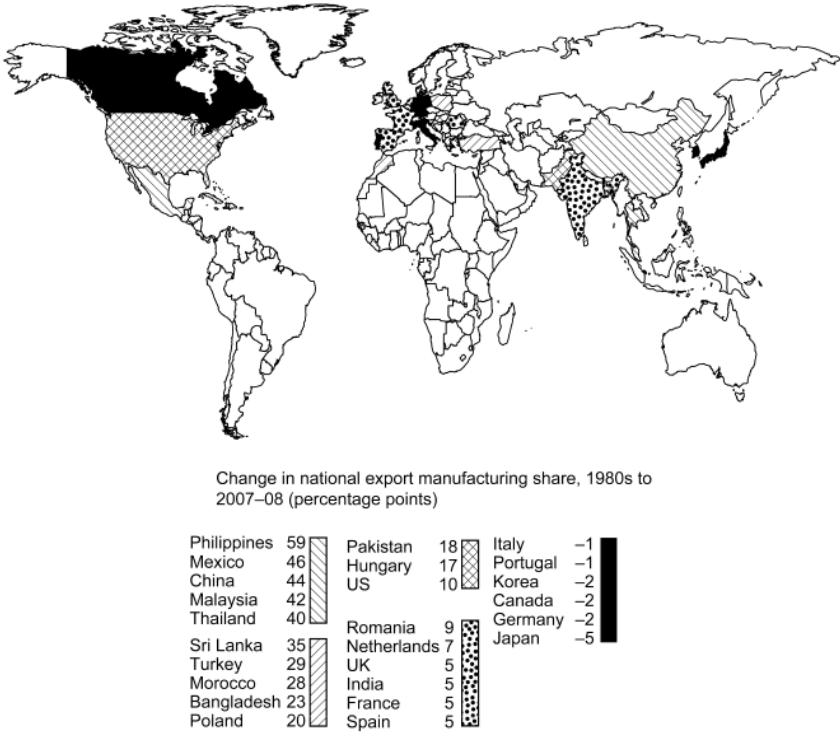 Change in national export manufacturing share, 1980s to
2007–08 (percentage points)
Philippines 59
Mexico 46
China 44
Malaysia 42
Thailand 40
Sri Lanka 35
Turkey 29
Morocco 28
Bangladesh 23
Poland 20
Pakistan 18
Hungary 17
US 10
Romania 9
Netherlands 7
UK 5
India 5
France 5
Spain 5
Italy –1
Portugal –1
Korea –2
Canada –2
Germany –2
Japan –5